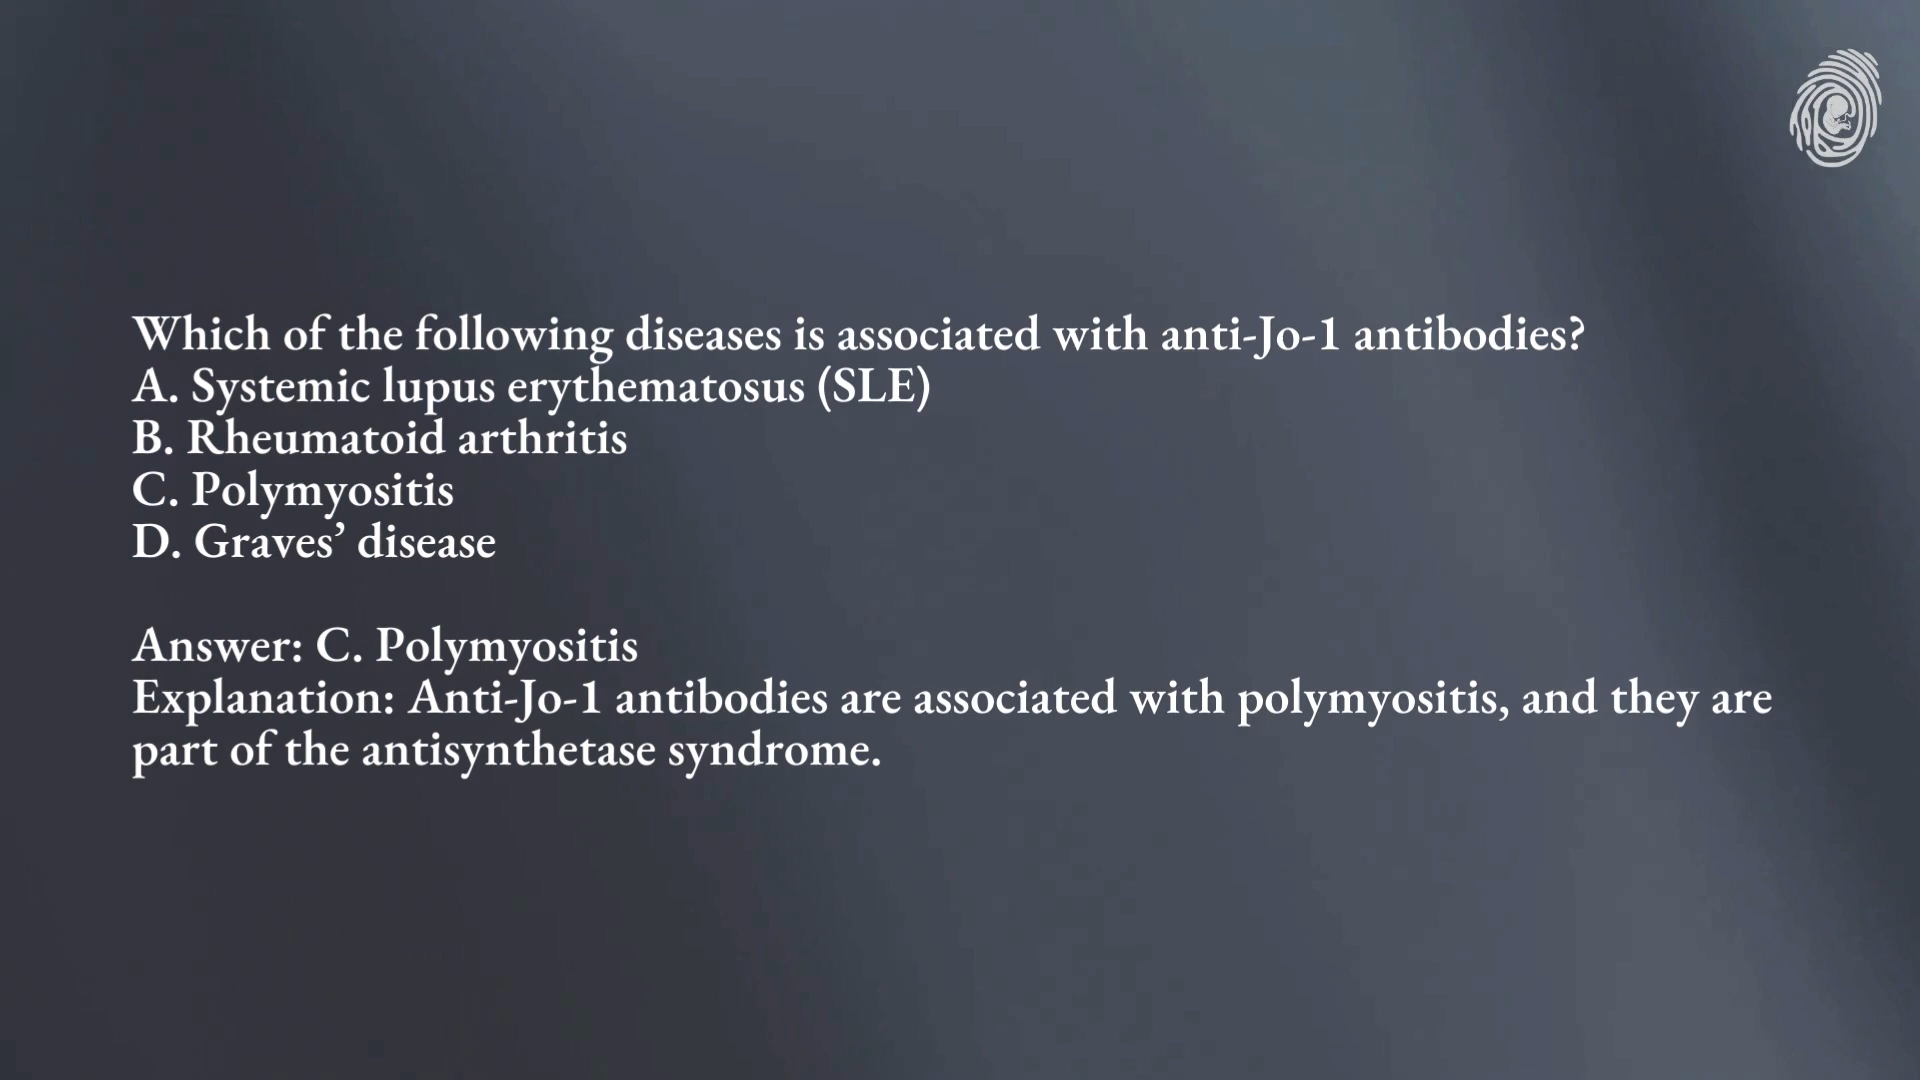 Which of the following diseases is associated with anti-Jo-1 antibodies?
A. Systemic lupus erythematosus (SLE)
B. Rheumatoid arthritis
C. Polymyositis
D. Graves’ disease
Answer: C. Polymyositis
Explanation: Anti-Jo-1 antibodies are associated with polymyositis, and they are
part of the antisynthetase syndrome.